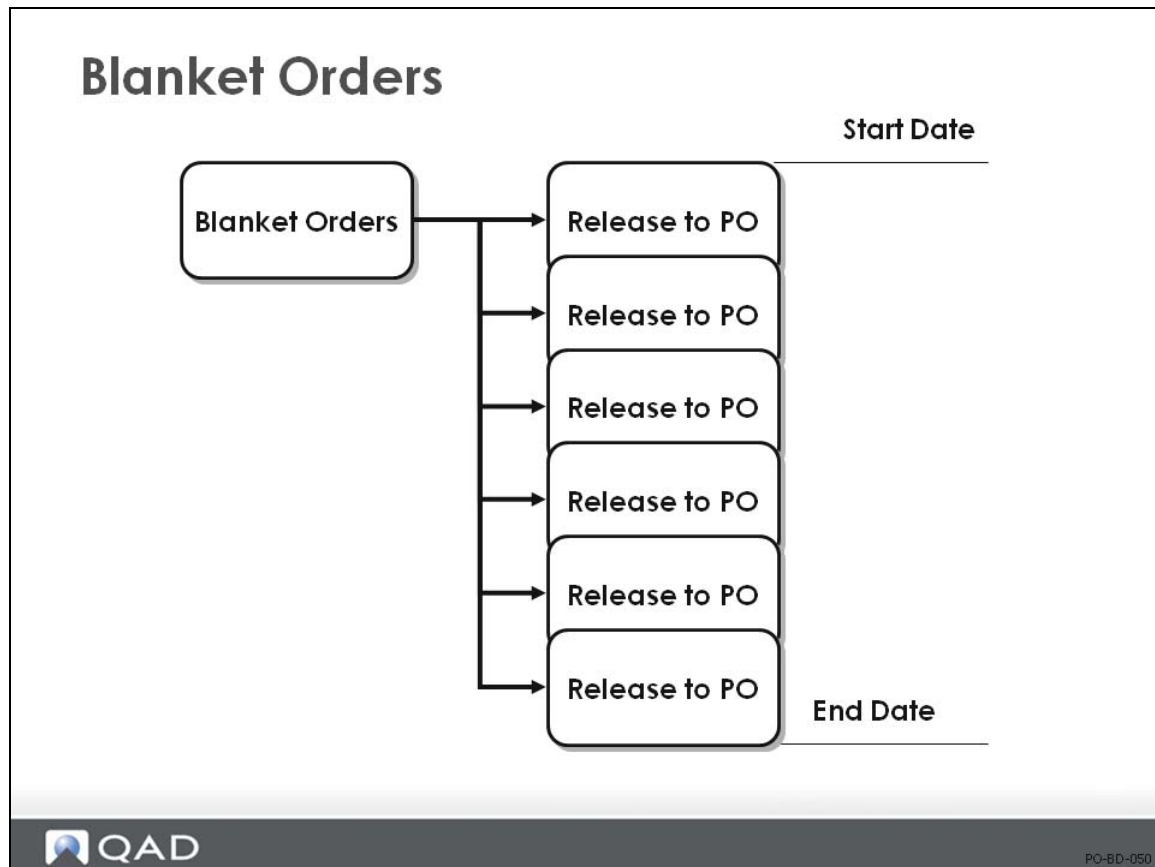 Blanket Orders
Start Date
Blanket Orders
Release to PO
Release to PO
Release to PO
Release to PO
Release to PO
Release to PO
End Date
QAD
PO-BD-050